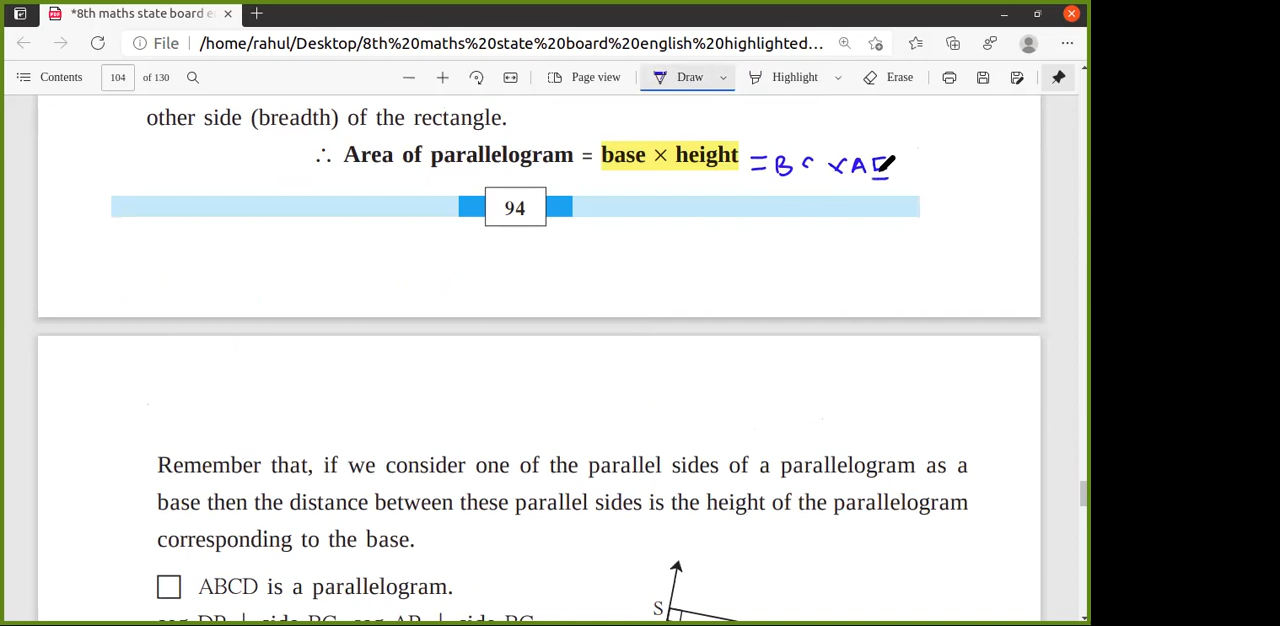 *8th maths state board e
File /home/rahul/Desktop/8th%20maths%20state%20board%20english%20highlighted...
Contents 104 of 130 Page view Draw Highlight Erase
other side (breadth) of the rectangle.
∴ Area of parallelogram = base × height = B C × A E
94
Remember that, if we consider one of the parallel sides of a parallelogram as a
base then the distance between these parallel sides is the height of the parallelogram
corresponding to the base.
□ ABCD is a parallelogram.
S